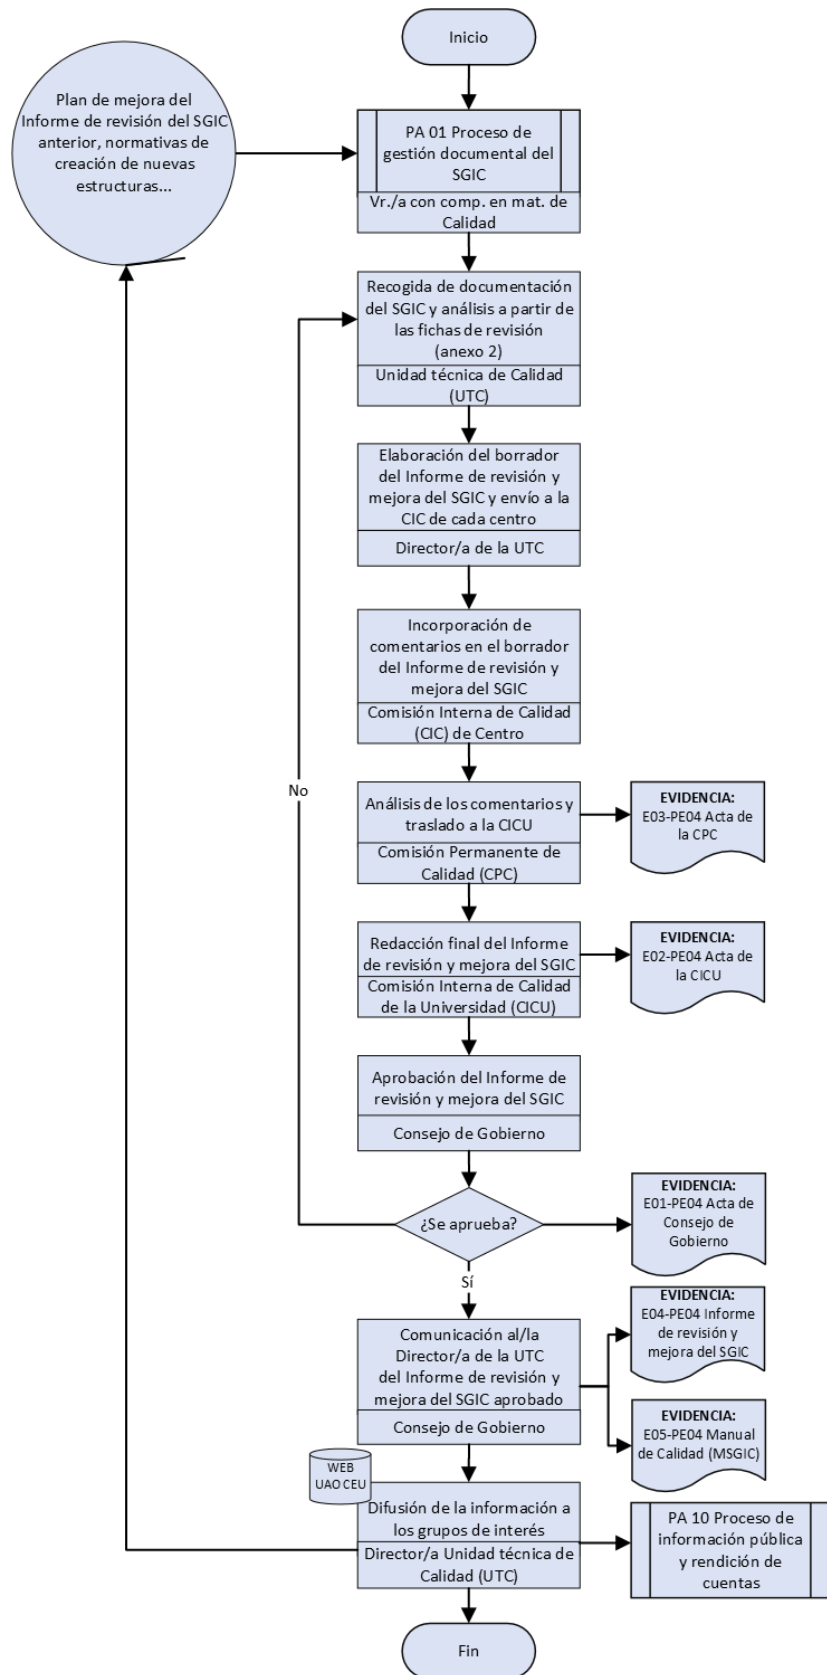 Inicio
Plan de mejora del
Informe de revisión del SGIC
anterior, normativas de
creación de nuevas
estructuras...
PA 01 Proceso de
gestión documental del
SGIC
Vr./a con comp. en mat. de
Calidad
Recogida de documentación
del SGIC y análisis a partir de
las fichas de revisión
(anexo 2)
Unidad técnica de Calidad
(UTC)
Elaboración del borrador
del Informe de revisión y
mejora del SGIC y envío a la
CIC de cada centro
Director/a de la UTC
Incorporación de
comentarios en el borrador
del Informe de revisión y
mejora del SGIC
Comisión Interna de Calidad
(CIC) de Centro
No
Análisis de los comentarios y
traslado a la CICU
Comisión Permanente de
Calidad (CPC)
EVIDENCIA:
E03-PE04 Acta de
la CPC
Redacción final del Informe
de revisión y mejora del SGIC
Comisión Interna de Calidad
de la Universidad (CICU)
EVIDENCIA:
E02-PE04 Acta de
la CICU
Aprobación del Informe de
revisión y mejora del SGIC
Consejo de Gobierno
¿Se aprueba?
EVIDENCIA:
E01-PE04 Acta de
Consejo de
Gobierno
Sí
Comunicación al/la
Director/a de la UTC
del Informe de revisión y
mejora del SGIC aprobado
Consejo de Gobierno
EVIDENCIA:
E04-PE04 Informe
de revisión y
mejora del SGIC
EVIDENCIA:
E05-PE04 Manual
de Calidad (MSGIC)
WEB
UAO CEU
Difusión de la información a
los grupos de interés
Director/a Unidad técnica de
Calidad (UTC)
PA 10 Proceso de
información pública
y rendición de
cuentas
Fin